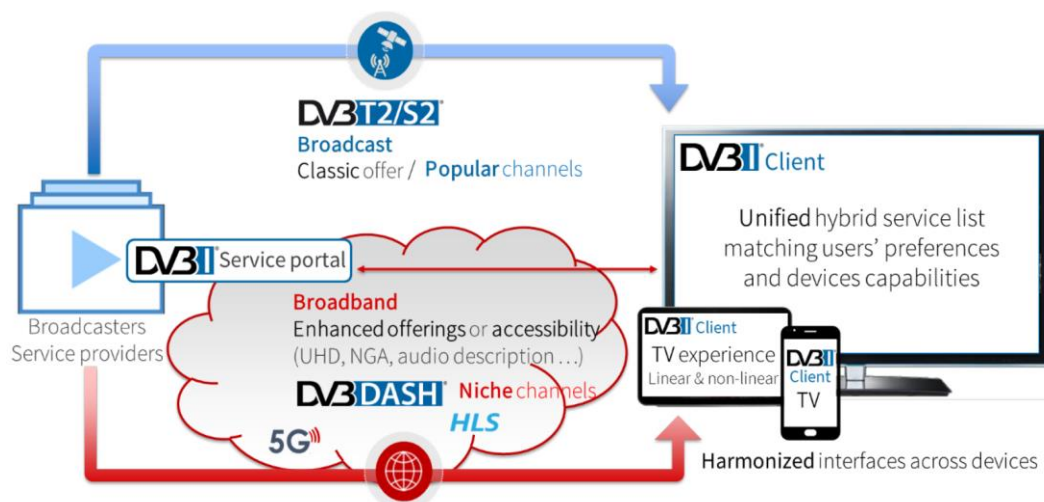 DVB T2/S2
Broadcast
Classic offer / Popular channels
DVB I Service portal
Broadcasters
Service providers
Broadband
Enhanced offerings or accessibility
(UHD, NGA, audio description ...)
DVB DASH Niche channels
5G HLS
DVB I Client
Unified hybrid service list
matching users' preferences
and devices capabilities
DVB I Client
TV experience
Linear & non-linear
DVB I
Client
TV
Harmonized interfaces across devices